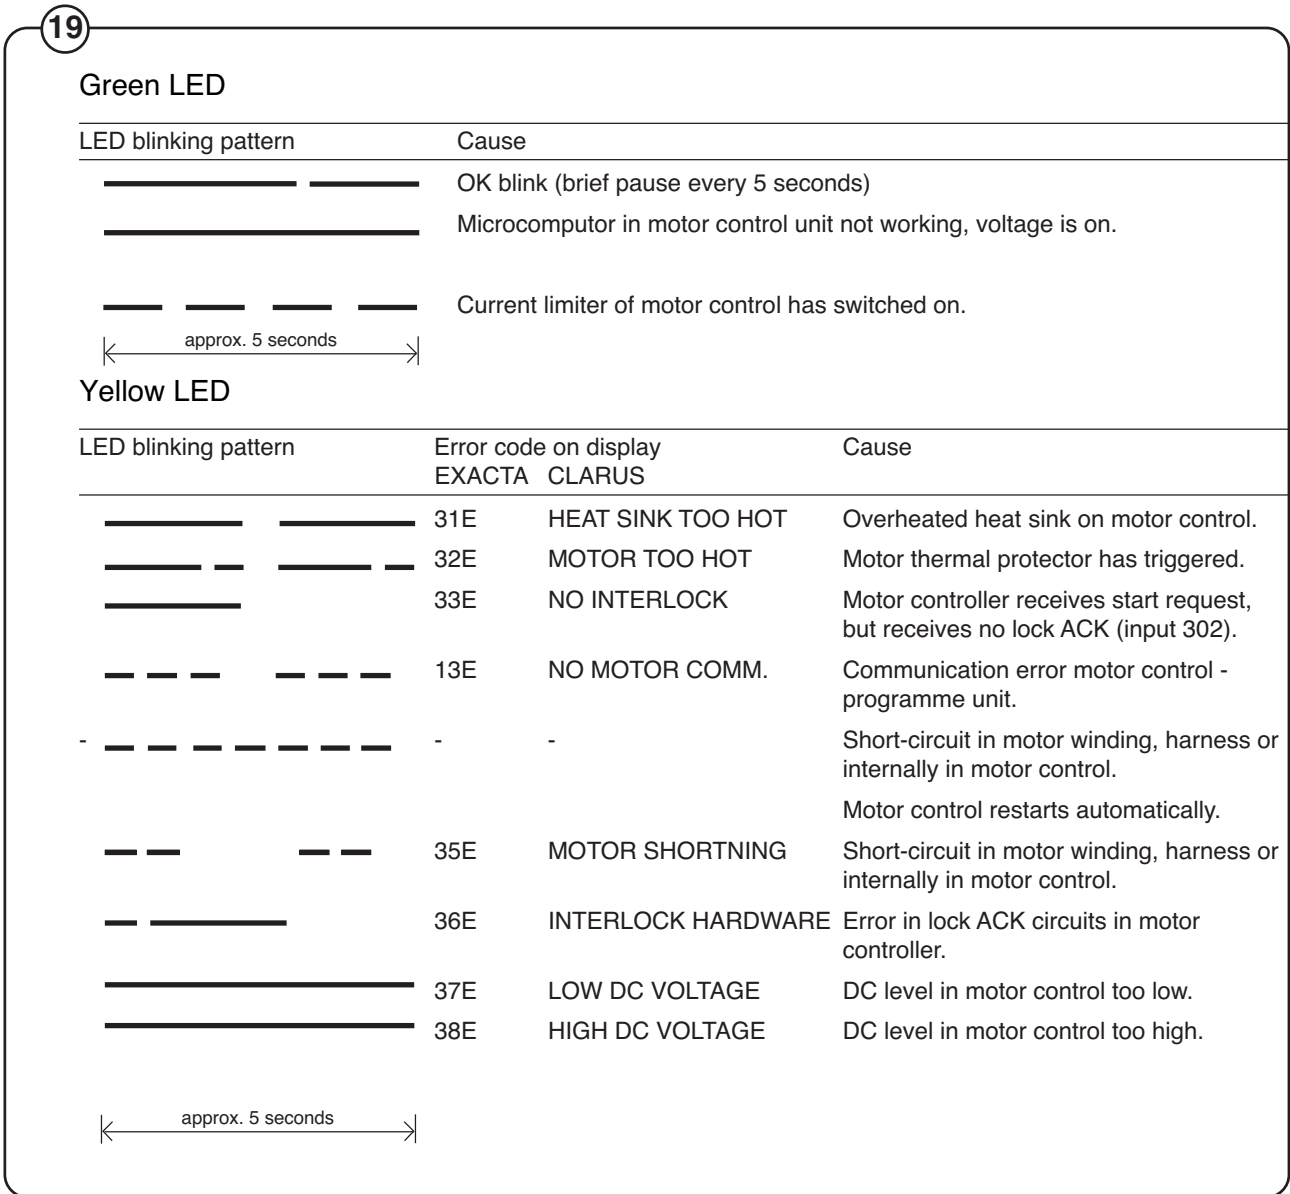 19
Green LED
LED blinking pattern Cause
OK blink (brief pause every 5 seconds)
Microcomputor in motor control unit not working, voltage is on.
Current limiter of motor control has switched on.
approx. 5 seconds
Yellow LED
LED blinking pattern Error code on display Cause
EXACTA CLARUS
31E HEAT SINK TOO HOT Overheated heat sink on motor control.
32E MOTOR TOO HOT Motor thermal protector has triggered.
33E NO INTERLOCK Motor controller receives start request,
but receives no lock ACK (input 302).
13E NO MOTOR COMM. Communication error motor control -
programme unit.
- - - Short-circuit in motor winding, harness or
internally in motor control.
Motor control restarts automatically.
35E MOTOR SHORTNING Short-circuit in motor winding, harness or
internally in motor control.
36E INTERLOCK HARDWARE Error in lock ACK circuits in motor
controller.
37E LOW DC VOLTAGE DC level in motor control too low.
38E HIGH DC VOLTAGE DC level in motor control too high.
approx. 5 seconds